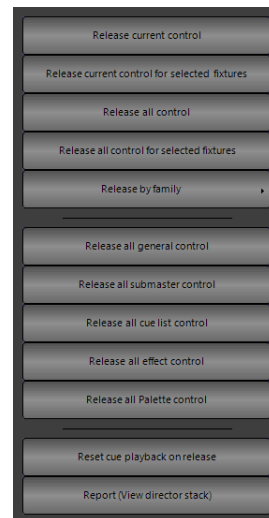 Release current control
Release current control for selected fixtures
Release all control
Release all control for selected fixtures
Release by family
Release all general control
Release all submaster control
Release all cue list control
Release all effect control
Release all Palette control
Reset cue playback on release
Report (View director stack)